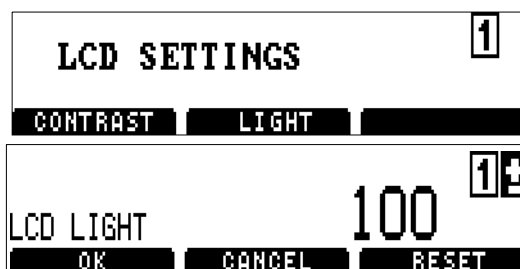 1
LCD SETTINGS
CONTRAST LIGHT
1 ±
LCD LIGHT 100
OK CANCEL RESET